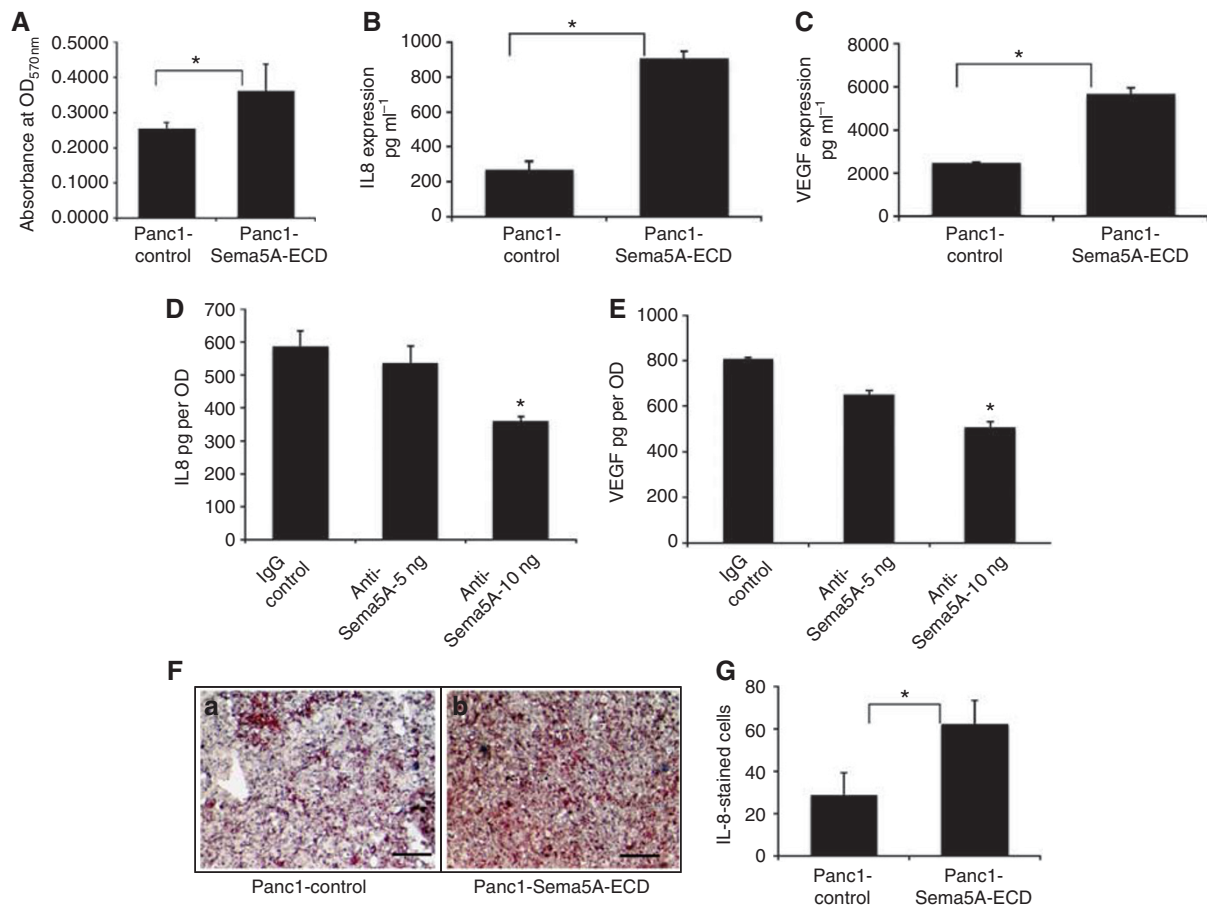 A
Absorbance at OD570 nm
0.5000
0.4000
0.3000
0.2000
0.1000
0.0000
*
Panc1-
control
Panc1-
Sema5A-ECD
B
IL8 expression
pg ml−1
1000
800
600
400
200
0
*
Panc1-
control
Panc1-
Sema5A-ECD
C
VEGF expression
pg ml−1
8000
6000
4000
2000
0
*
Panc1-
control
Panc1-
Sema5A-ECD
D
IL8 pg per OD
700
600
500
400
300
200
100
0
*
IgG
control
Anti-
Sema5A-5 ng
Anti-
Sema5A-10 ng
E
VEGF pg per OD
1000
800
600
400
200
0
*
IgG
control
Anti-
Sema5A-5 ng
Anti-
Sema5A-10 ng
F
a
b
Panc1-control
Panc1-Sema5A-ECD
G
IL-8-stained cells
80
60
40
20
0
*
Panc1-
control
Panc1-
Sema5A-ECD